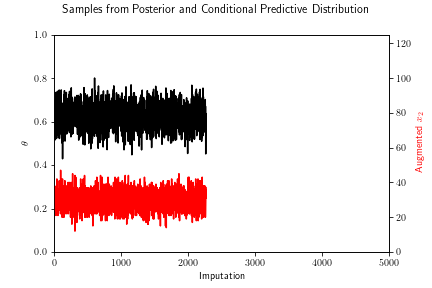 Samples from Posterior and Conditional Predictive Distribution
1.0
0.8
0.6
0.4
0.2
0.0
θ
120
100
80
60
40
20
0
Augmented x₂
0 1000 2000 3000 4000 5000
Imputation